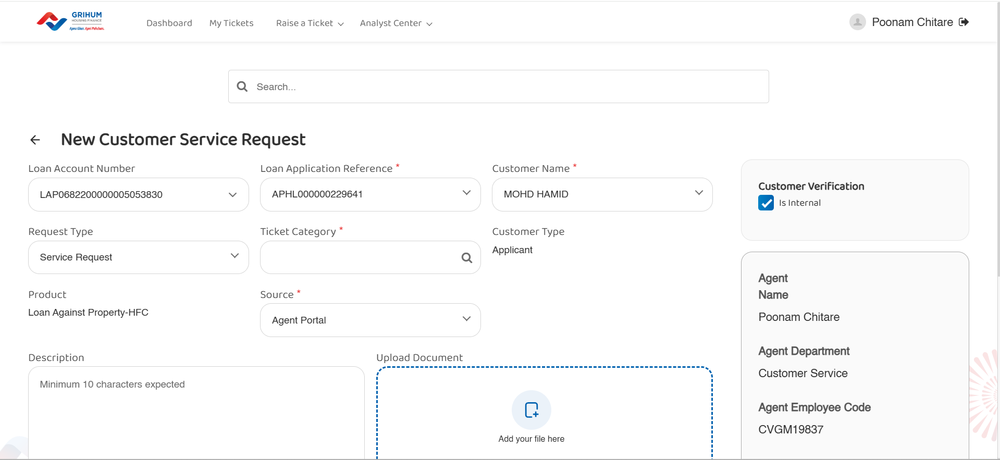 GRIHUM
HOUSING FINANCE
Apna Ghar. Apni Pehchan.
Dashboard
My Tickets
Raise a Ticket
Analyst Center
Poonam Chitare
Search...
New Customer Service Request
Loan Account Number
Loan Application Reference *
Customer Name *
LAP0682200000005053830
APHL000000229641
MOHD HAMID
Customer Verification
Is Internal
Request Type
Ticket Category *
Customer Type
Service Request
Applicant
Product
Source *
Loan Against Property-HFC
Agent Portal
Agent
Name
Poonam Chitare
Agent Department
Customer Service
Agent Employee Code
CVGM19837
Description
Upload Document
Minimum 10 characters expected
Add your file here